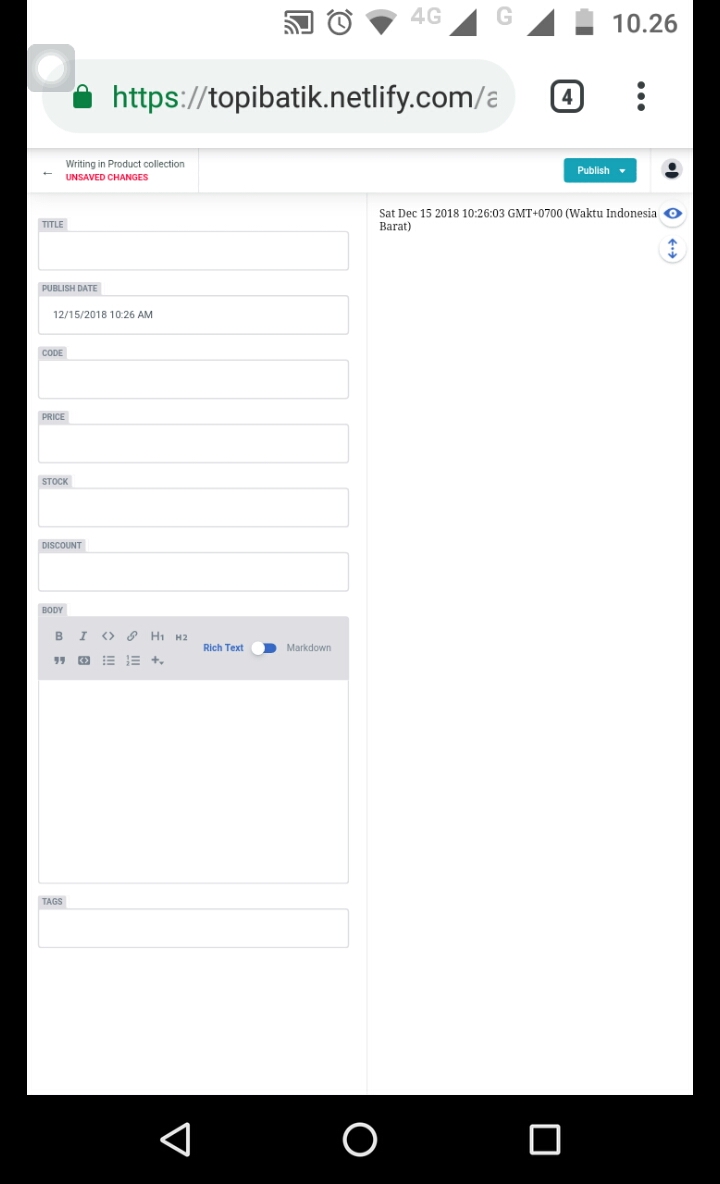 4G G 10.26
https://topibatik.netlify.com/a
4
← Writing in Product collection
UNSAVED CHANGES
Publish
TITLE
PUBLISH DATE
12/15/2018 10:26 AM
CODE
PRICE
STOCK
DISCOUNT
BODY
B I <> H1 H2
Rich Text Markdown
TAGS
Sat Dec 15 2018 10:26:03 GMT+0700 (Waktu Indonesia
Barat)